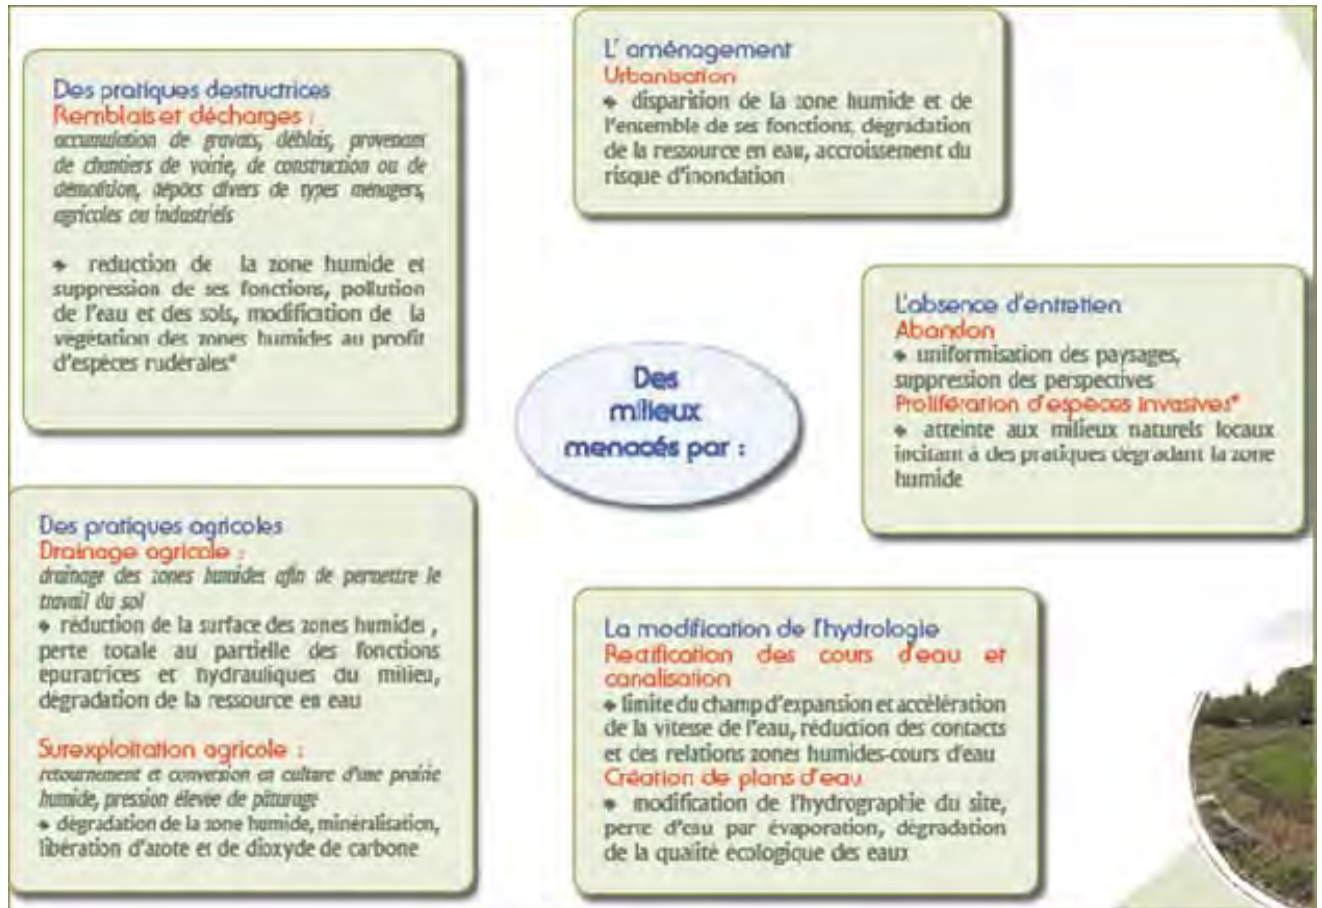 Des pratiques destructrices
Remblais et décharges :
accumulation de gravats, déblais, provenant
de chantiers de voirie, de construction ou de
démolition, dépôts divers de types ménagers,
agricoles ou industriels
réduction de la zone humide et
suppression de ses fonctions, pollution
de l'eau et des sols, modification de la
végétation des zones humides au profit
d'espèces rudérales*
L'aménagement
Urbanisation
disparition de la zone humide et de
l'ensemble de ses fonctions, dégradation
de la ressource en eau, accroissement du
risque d'inondation
L'absence d'entretien
Abandon
uniformisation des paysages,
suppression des perspectives
Prolifération d'espèces invasives*
atteinte aux milieux naturels locaux
incitant à des pratiques dégradant la zone
humide
Des
milieux
menacés par :
Des pratiques agricoles
Drainage agricole :
drainage des zones humides afin de permettre le
travail du sol
réduction de la surface des zones humides ,
perte totale au partielle des fonctions
épuratrices et hydrauliques du milieu,
dégradation de la ressource en eau
Surexploitation agricole :
retournement et conversion en culture d'une prairie
humide, pression élevée de pâturage
dégradation de la zone humide, minéralisation,
libération d'azote et de dioxyde de carbone
La modification de l'hydrologie
Rectification des cours d'eau et
canalisation
limite du champ d'expansion et accélération
de la vitesse de l'eau, réduction des contacts
et des relations zones humides-cours d'eau
Création de plans d'eau
modification de l'hydrographie du site,
perte d'eau par évaporation, dégradation
de la qualité écologique des eaux